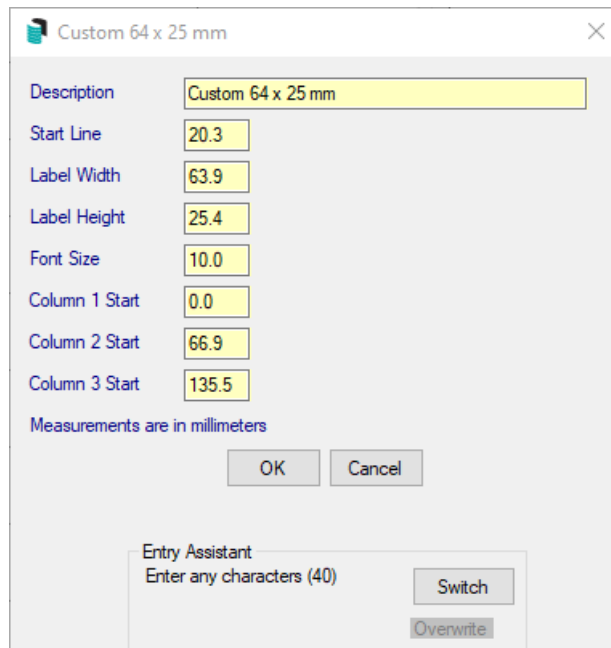 Custom 64 x 25 mm
Description Custom 64 x 25 mm
Start Line 20.3
Label Width 63.9
Label Height 25.4
Font Size 10.0
Column 1 Start 0.0
Column 2 Start 66.9
Column 3 Start 135.5
Measurements are in millimeters
OK Cancel
Entry Assistant
Enter any characters (40)
Switch
Overwrite